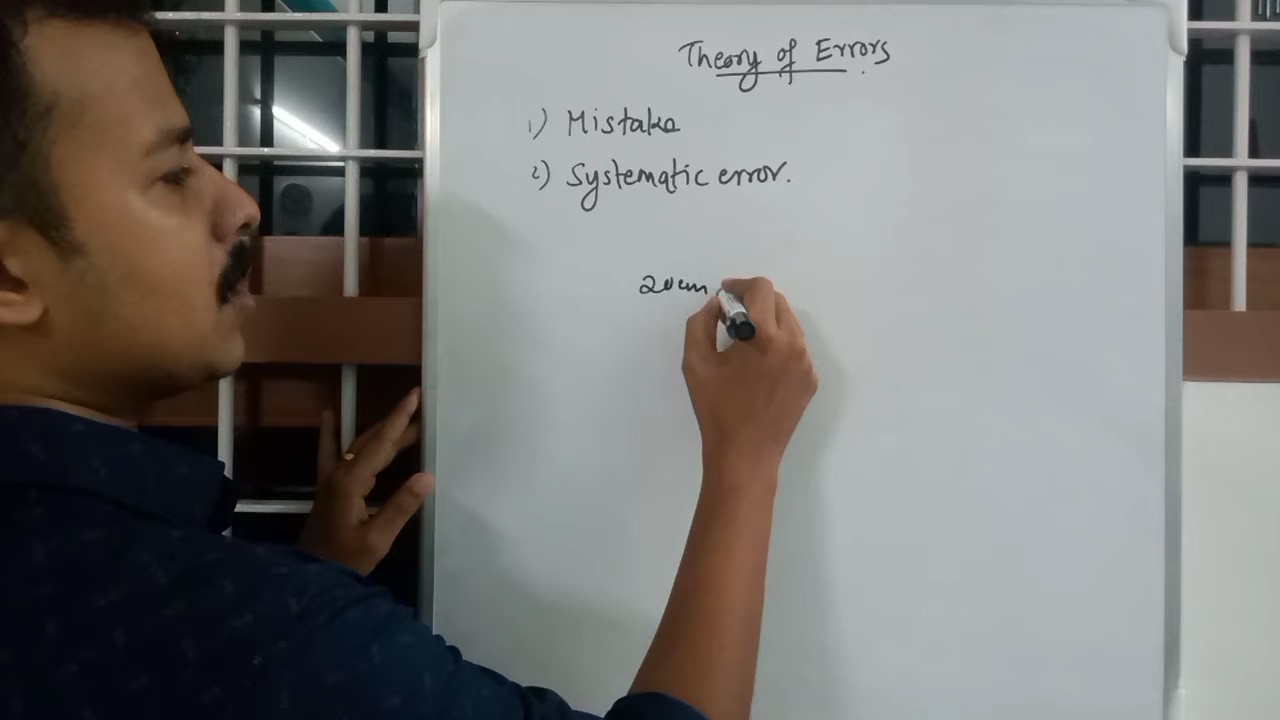 Theory of Errors
1) Mistake
2) Systematic error.
20cm